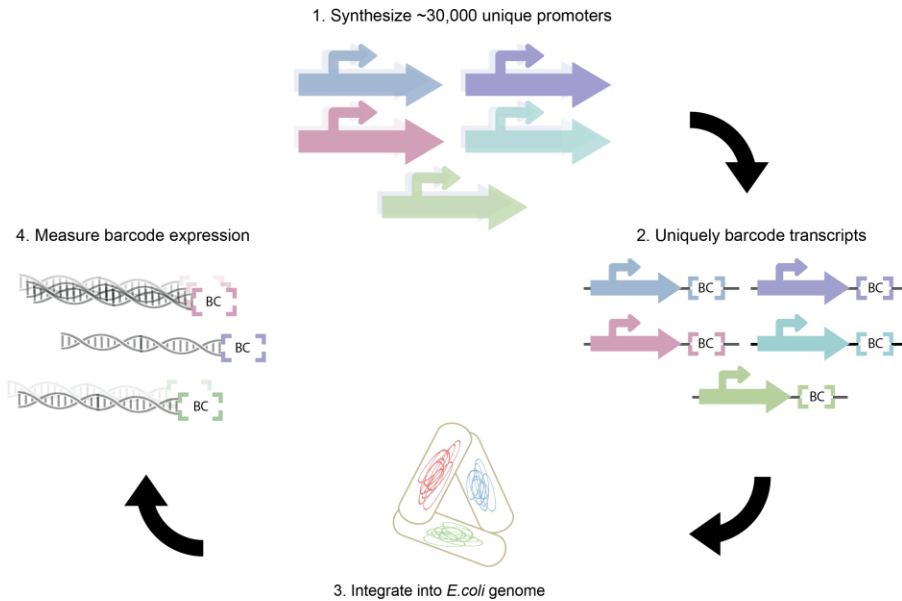 1. Synthesize ~30,000 unique promoters
4. Measure barcode expression
2. Uniquely barcode transcripts
BC
BC
BC
BC
BC
BC
BC
BC
3. Integrate into E.coli genome